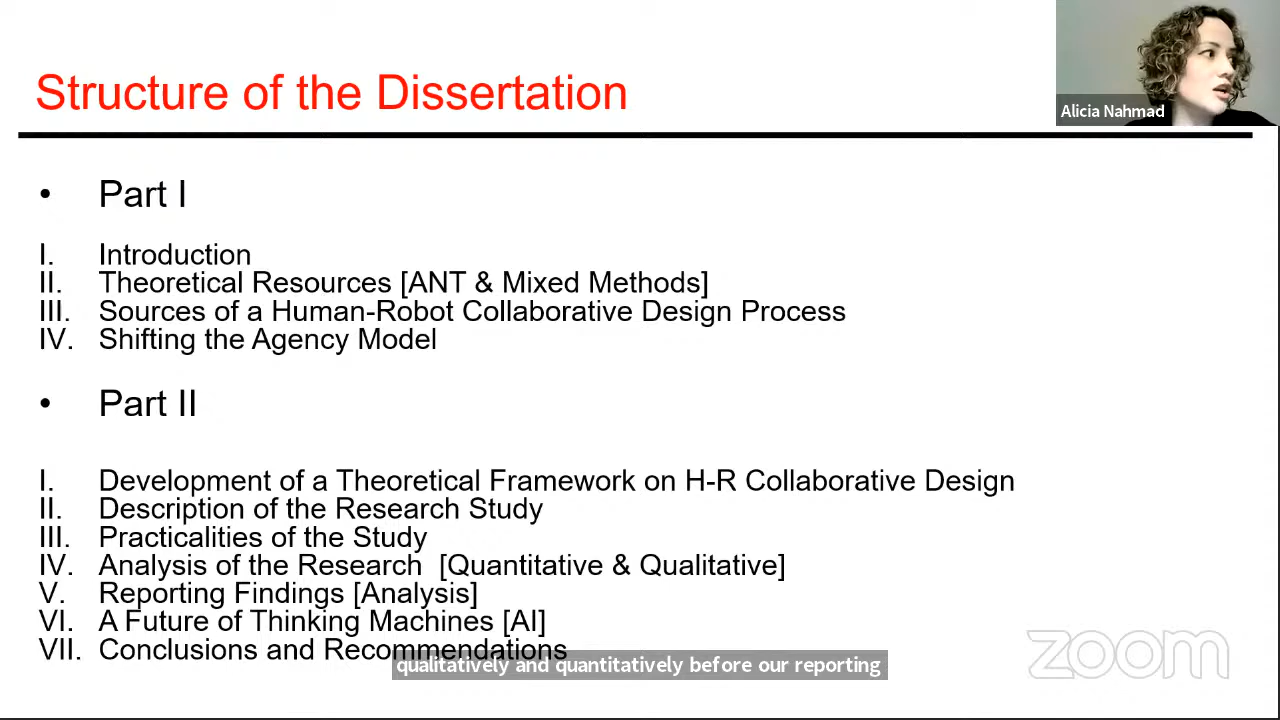 Structure of the Dissertation
Alicia Nahmad
• Part I
I. Introduction
II. Theoretical Resources [ANT & Mixed Methods]
III. Sources of a Human-Robot Collaborative Design Process
IV. Shifting the Agency Model
• Part II
I. Development of a Theoretical Framework on H-R Collaborative Design
II. Description of the Research Study
III. Practicalities of the Study
IV. Analysis of the Research [Quantitative & Qualitative]
V. Reporting Findings [Analysis]
VI. A Future of Thinking Machines [AI]
VII. Conclusions and Recommendations
qualitatively and quantitatively before our reporting
zoom